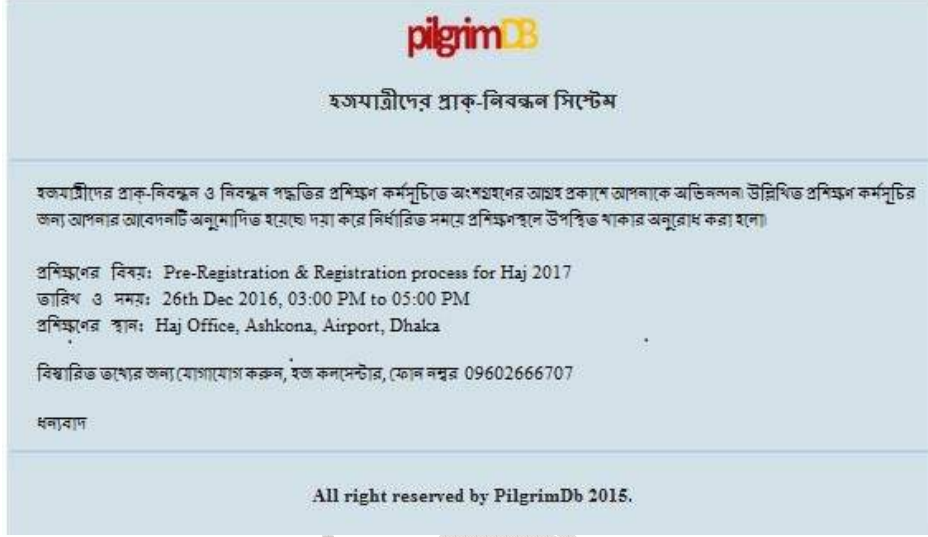 pilgrimDB
হজযাত্রীদের প্রাক্-নিবন্ধন সিস্টেম
হজযাত্রীদের প্রাক-নিবন্ধন ও নিবন্ধন পদ্ধতির প্রশিক্ষণ কর্মসূচিতে অংশগ্রহণের আগ্রহ প্রকাশে আপনাকে অভিনন্দন। উল্লিখিত প্রশিক্ষণ কর্মসূচির
জন্য আপনার আবেদনটি অনুমোদিত হয়েছে। দয়া করে নির্ধারিত সময়ে প্রশিক্ষণস্থলে উপস্থিত থাকার অনুরোধ করা হলো।
প্রশিক্ষণের বিষয়: Pre-Registration & Registration process for Haj 2017
তারিখ ও সময়: 26th Dec 2016, 03:00 PM to 05:00 PM
প্রশিক্ষণের স্থান: Haj Office, Ashkona, Airport, Dhaka
বিস্তারিত তথ্যের জন্য যোগাযোগ করুন, হজ কলসেন্টার, ফোন নম্বর 09602666707
ধন্যবাদ
All right reserved by PilgrimDb 2015.